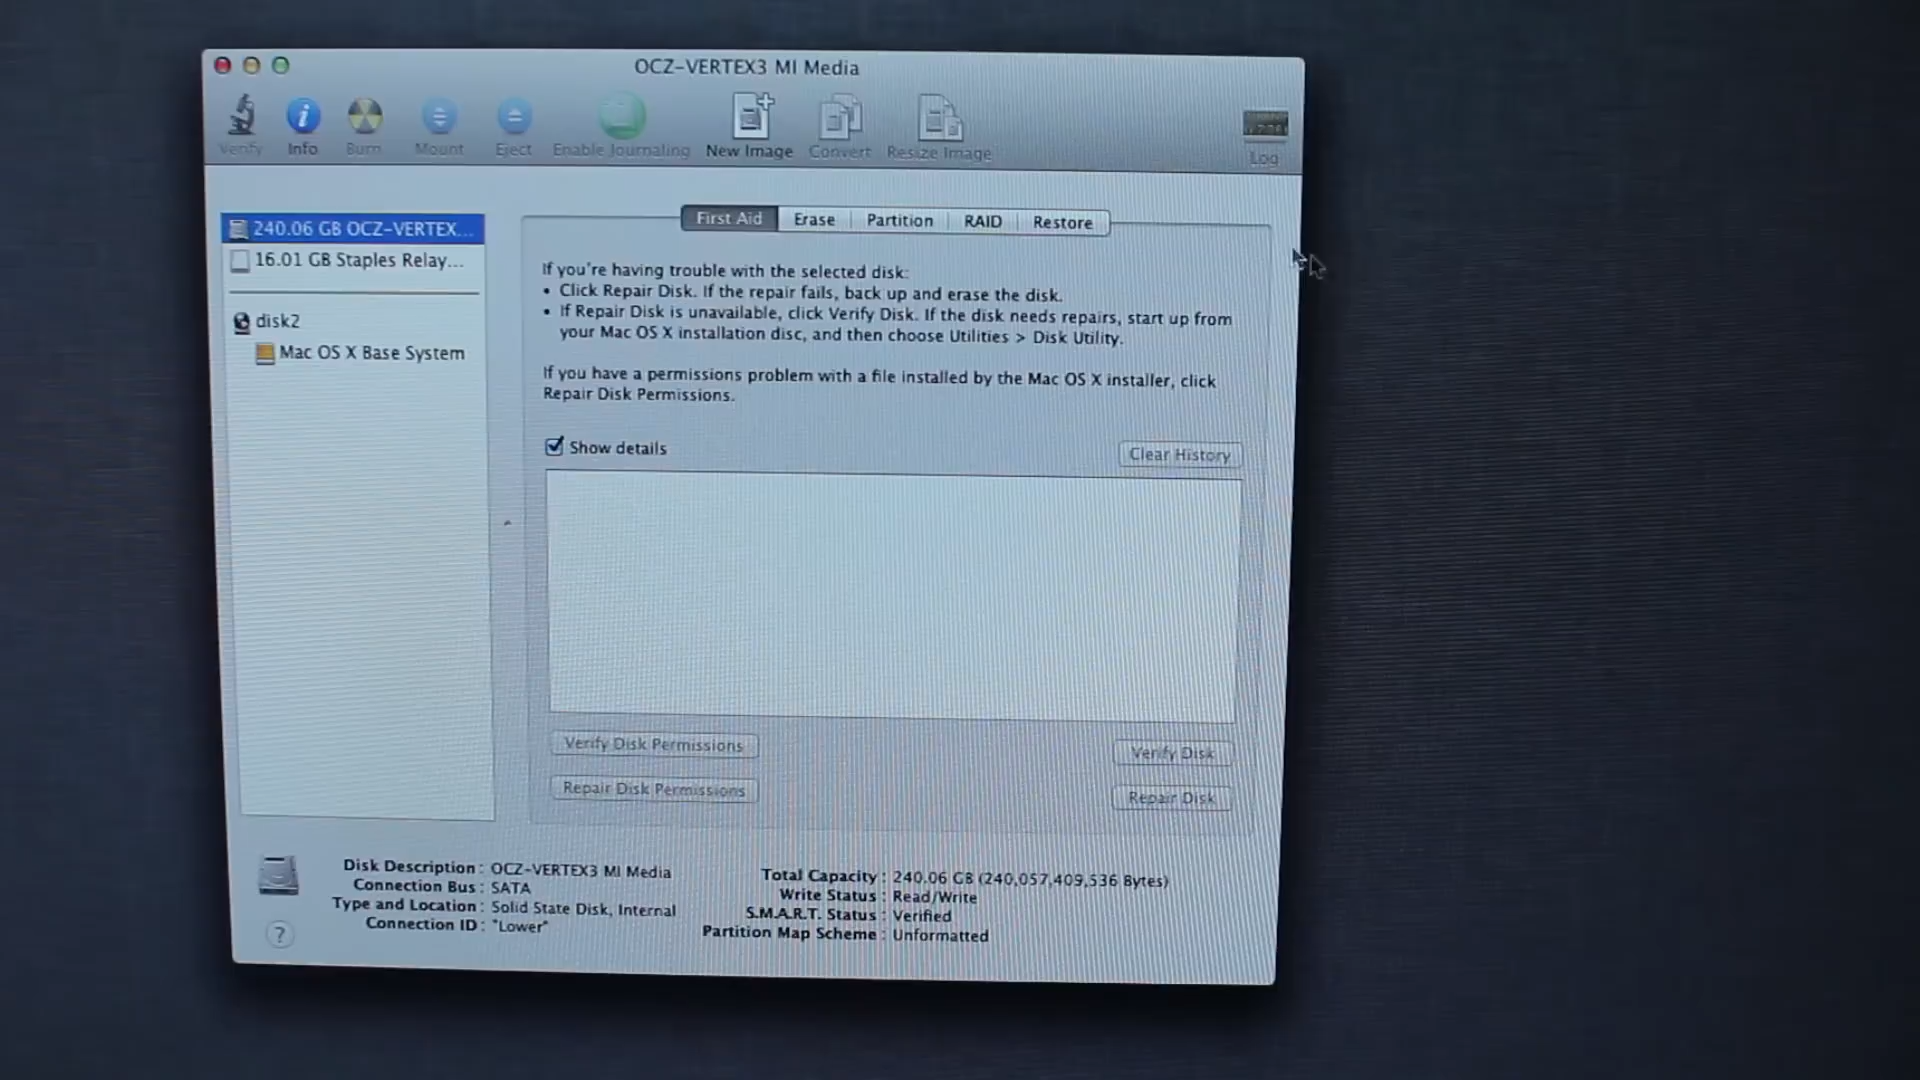 OCZ-VERTEX3 MI Media
Verify
Info
Burn
Mount
Eject
Enable Journaling
New Image
Convert
Resize Image
Log
240.06 GB OCZ-VERTEX...
16.01 GB Staples Relay...
disk2
Mac OS X Base System
First Aid
Erase
Partition
RAID
Restore
If you're having trouble with the selected disk:
• Click Repair Disk. If the repair fails, back up and erase the disk.
• If Repair Disk is unavailable, click Verify Disk. If the disk needs repairs, start up from
your Mac OS X installation disc, and then choose Utilities > Disk Utility.
If you have a permissions problem with a file installed by the Mac OS X installer, click
Repair Disk Permissions.
Show details
Clear History
Verify Disk Permissions
Verify Disk
Repair Disk Permissions
Repair Disk
Disk Description : OCZ-VERTEX3 MI Media
Connection Bus : SATA
Type and Location : Solid State Disk, Internal
Connection ID : "Lower"
Total Capacity : 240.06 GB (240,057,409,536 Bytes)
Write Status : Read/Write
S.M.A.R.T. Status : Verified
Partition Map Scheme : Unformatted
?